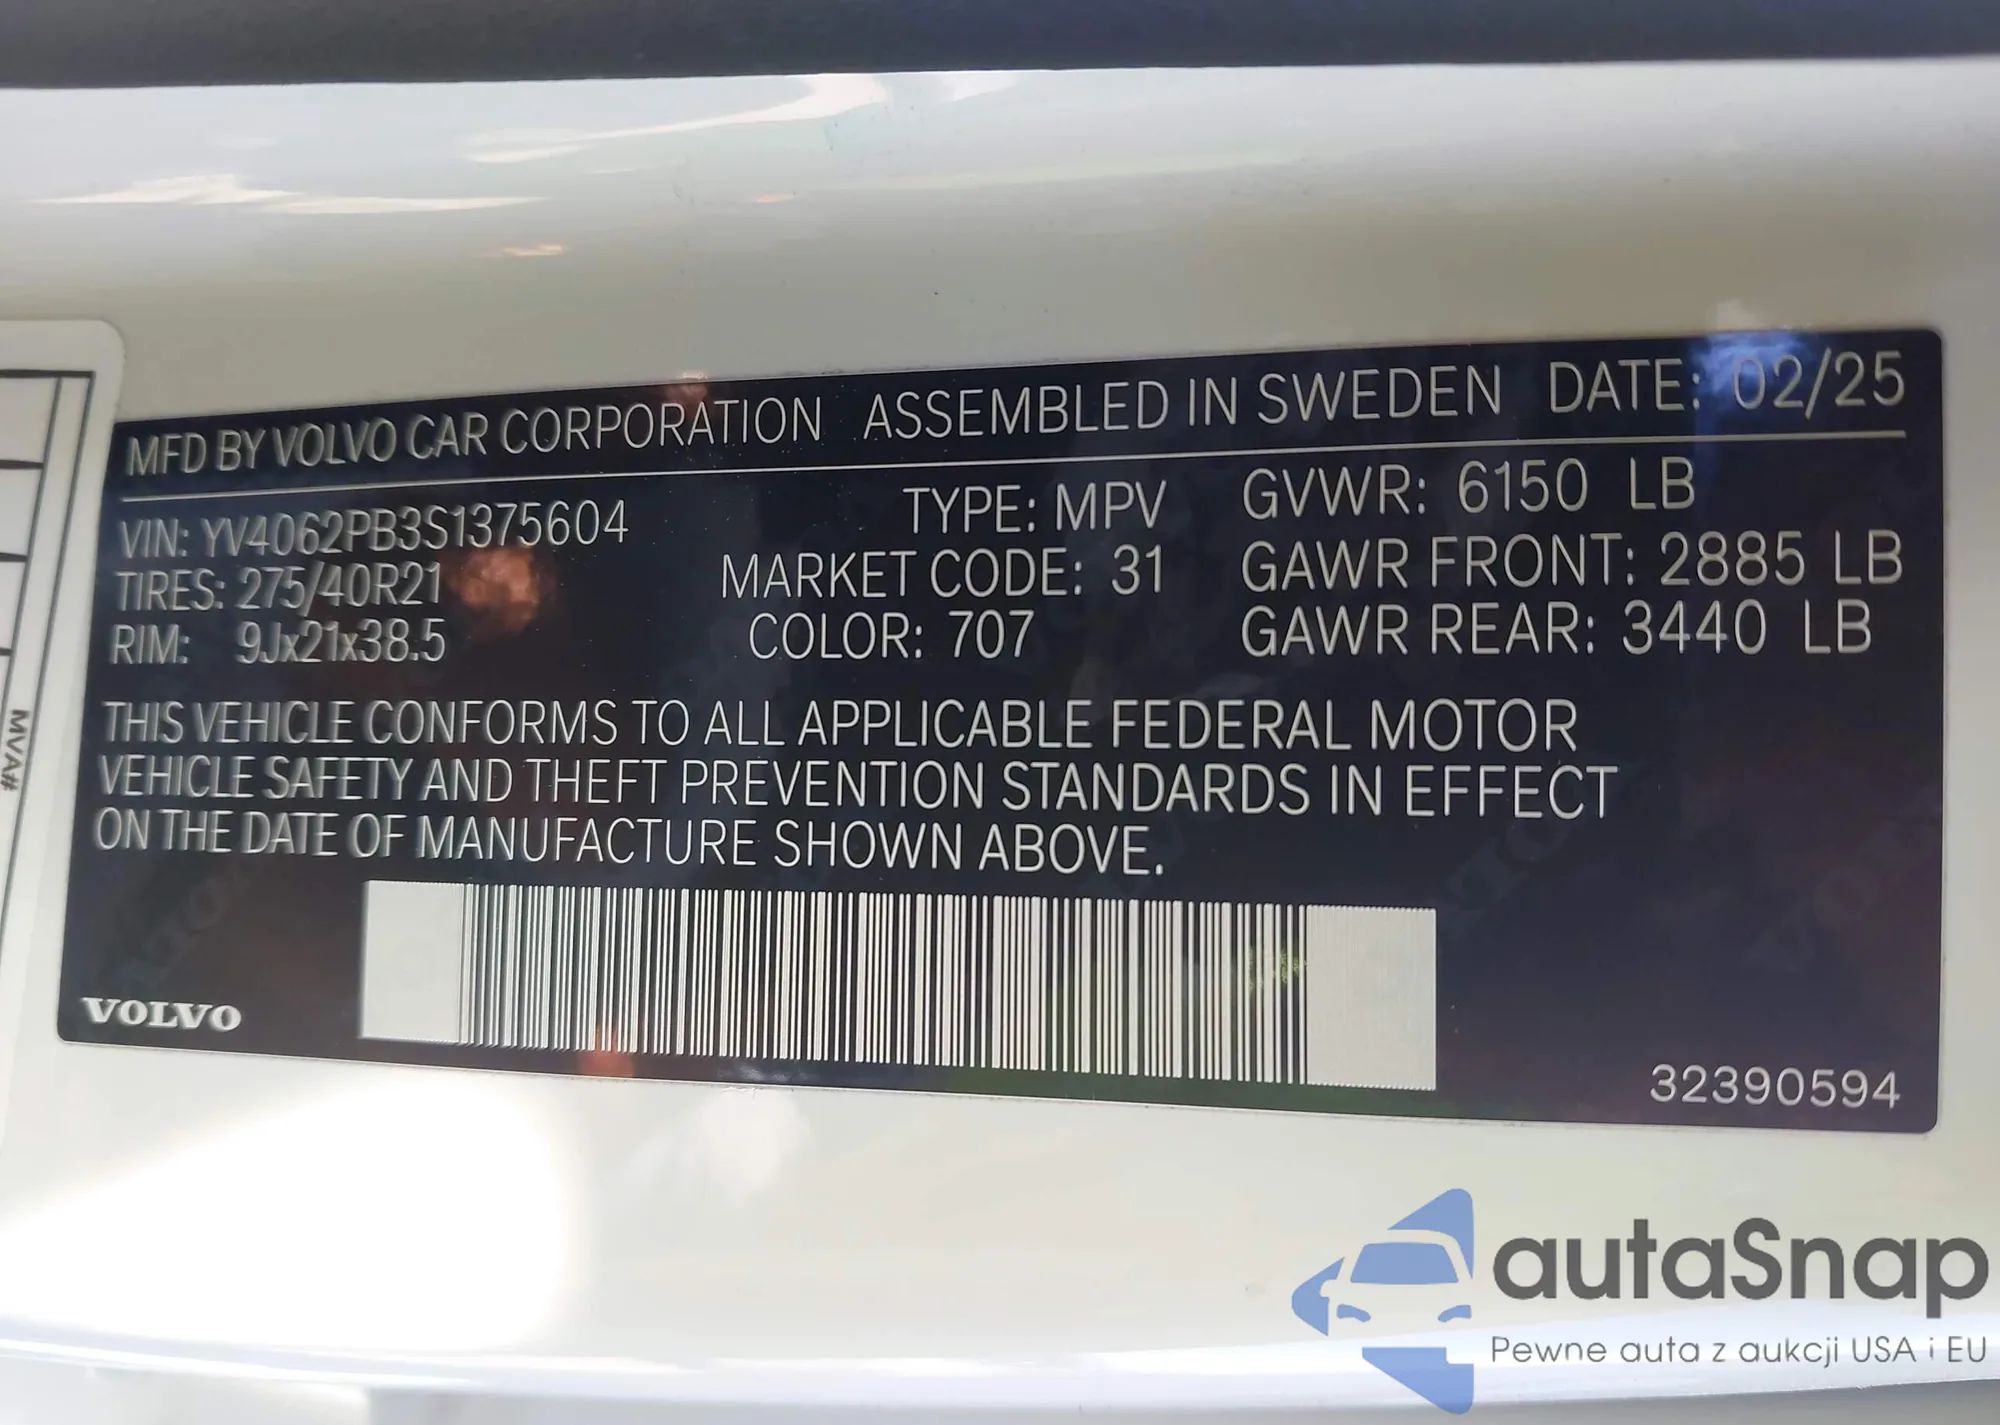 MFD BY VOLVO CAR CORPORATION ASSEMBLED IN SWEDEN DATE: 02/25
VIN: YV4062PB3S1375604 TYPE: MPV GVWR: 6150 LB
TIRES: 275/40R21 MARKET CODE: 31 GAWR FRONT: 2885 LB
RIM: 9Jx21x38.5 COLOR: 707 GAWR REAR: 3440 LB
THIS VEHICLE CONFORMS TO ALL APPLICABLE FEDERAL MOTOR
VEHICLE SAFETY AND THEFT PREVENTION STANDARDS IN EFFECT
ON THE DATE OF MANUFACTURE SHOWN ABOVE.
VOLVO
32390594
MVA#
autaSnap
Pewne auta z aukcji USA i EU